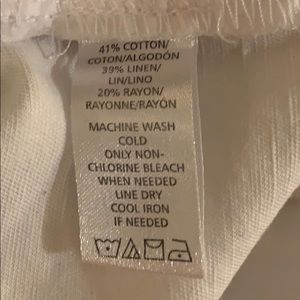 41% COTTON/
COTON/ALGODÓN
39% LINEN/
LIN/LINO
20% RAYON/
RAYONNE/RAYÓN
MACHINE WASH
COLD
ONLY NON-
CHLORINE BLEACH
WHEN NEEDED
LINE DRY
COOL IRON
IF NEEDED